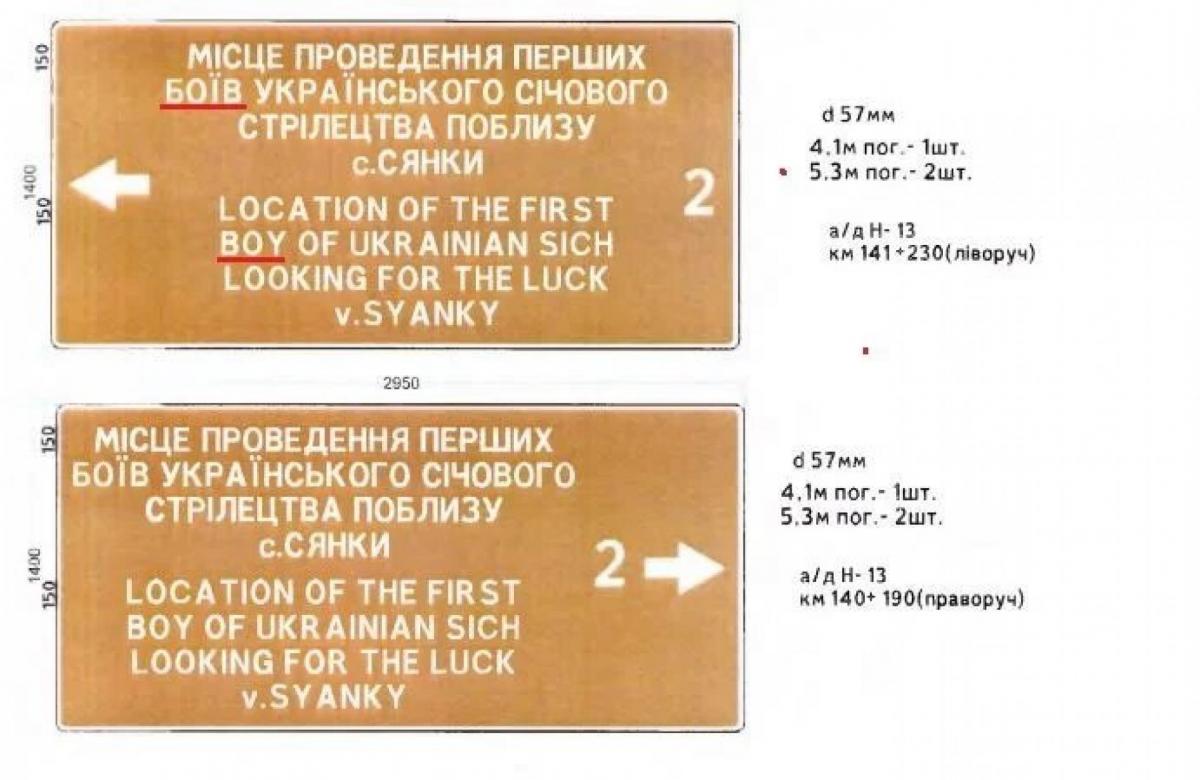 150
МІСЦЕ ПРОВЕДЕННЯ ПЕРШИХ
БОЇВ УКРАЇНСЬКОГО СІЧОВОГО
СТРІЛЕЦТВА ПОБЛИЗУ
с.СЯНКИ
1400
150
2
LOCATION OF THE FIRST
BOY OF UKRAINIAN SICH
LOOKING FOR THE LUCK
v.SYANKY
d 57мм
4.1м пог.- 1шт.
5.3м пог.- 2шт.
а/д Н- 13
км 141+230(ліворуч)
2950
150
МІСЦЕ ПРОВЕДЕННЯ ПЕРШИХ
БОЇВ УКРАЇНСЬКОГО СІЧОВОГО
СТРІЛЕЦТВА ПОБЛИЗУ
с.СЯНКИ
1400
150
2
LOCATION OF THE FIRST
BOY OF UKRAINIAN SICH
LOOKING FOR THE LUCK
v.SYANKY
d 57мм
4.1м пог.- 1шт.
5.3м пог.- 2шт.
а/д Н- 13
км 140+ 190(праворуч)